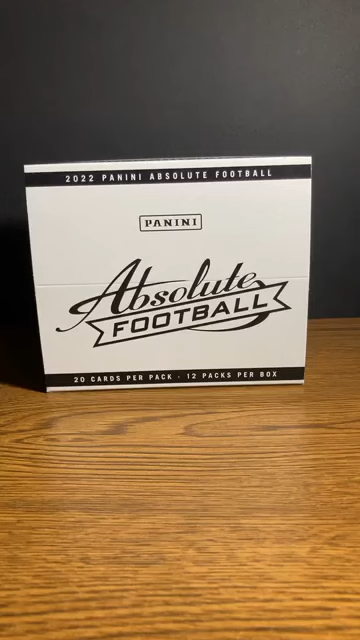 2022 PANINI ABSOLUTE FOOTBALL
PANINI
Absolute
FOOTBALL
20 CARDS PER PACK · 12 PACKS PER BOX